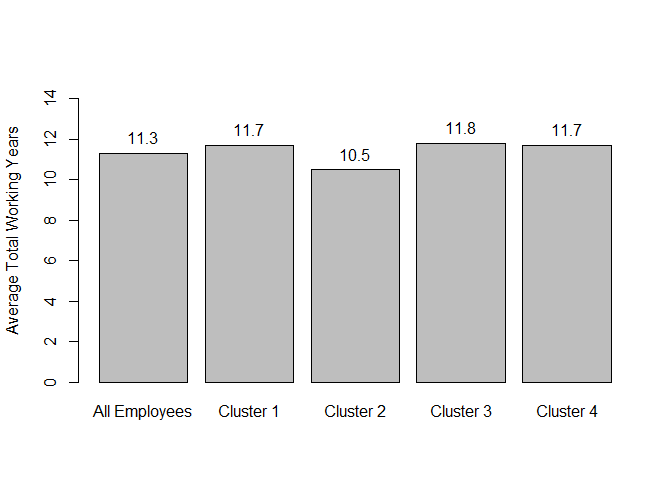 Average Total Working Years
14
12
10
8
6
4
2
0
11.3
11.7
10.5
11.8
11.7
All Employees
Cluster 1
Cluster 2
Cluster 3
Cluster 4